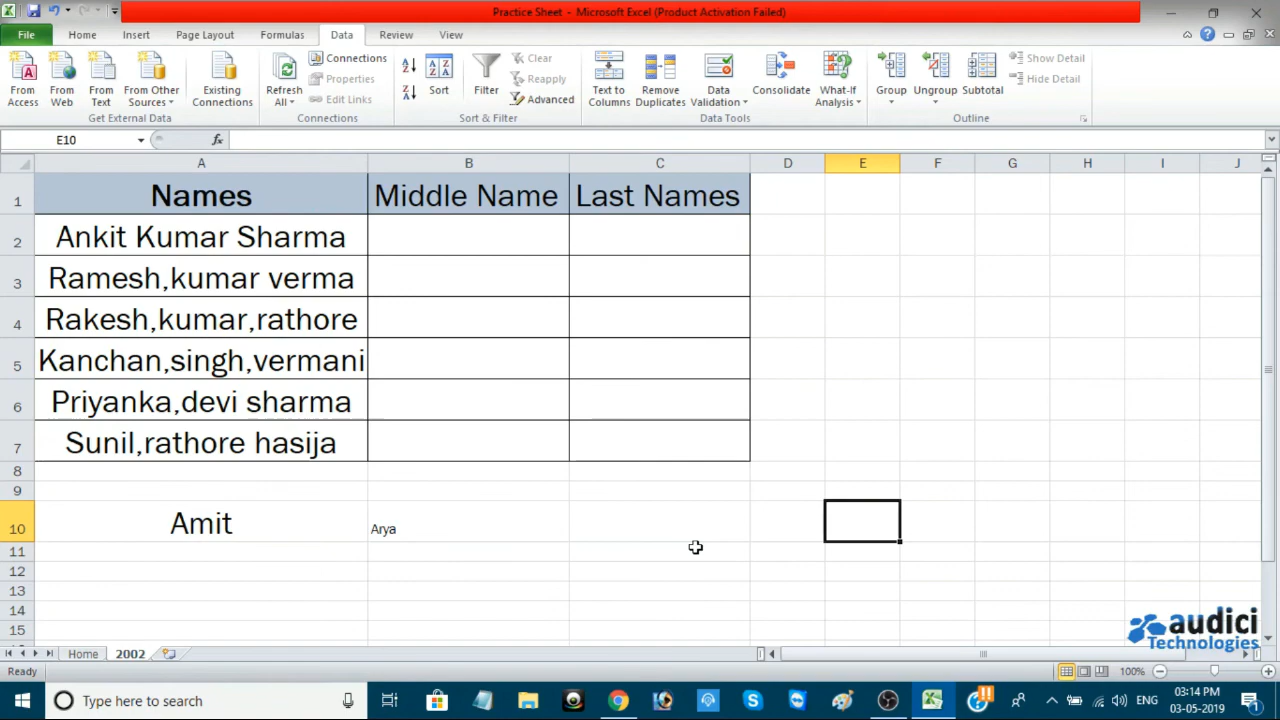 Practice Sheet - Microsoft Excel (Product Activation Failed)
File Home Insert Page Layout Formulas Data Review View
From Access
From Web
From Text
From Other Sources
Existing Connections
Get External Data
Refresh All
Connections
Properties
Edit Links
Connections
Sort
Filter
Clear
Reapply
Advanced
Sort & Filter
Text to Columns
Remove Duplicates
Data Validation
Consolidate
What-If Analysis
Data Tools
Group
Ungroup
Subtotal
Show Detail
Hide Detail
Outline
E10 fx
A B C D E F G H I J
1 Names Middle Name Last Names
2 Ankit Kumar Sharma
3 Ramesh,kumar verma
4 Rakesh,kumar,rathore
5 Kanchan,singh,vermani
6 Priyanka,devi sharma
7 Sunil,rathore hasija
8
9
10 Amit Arya
11
12
13
14
15
audici
Technologies
Home 2002
Ready 100%
Type here to search
ENG
03:14 PM
03-05-2019
1